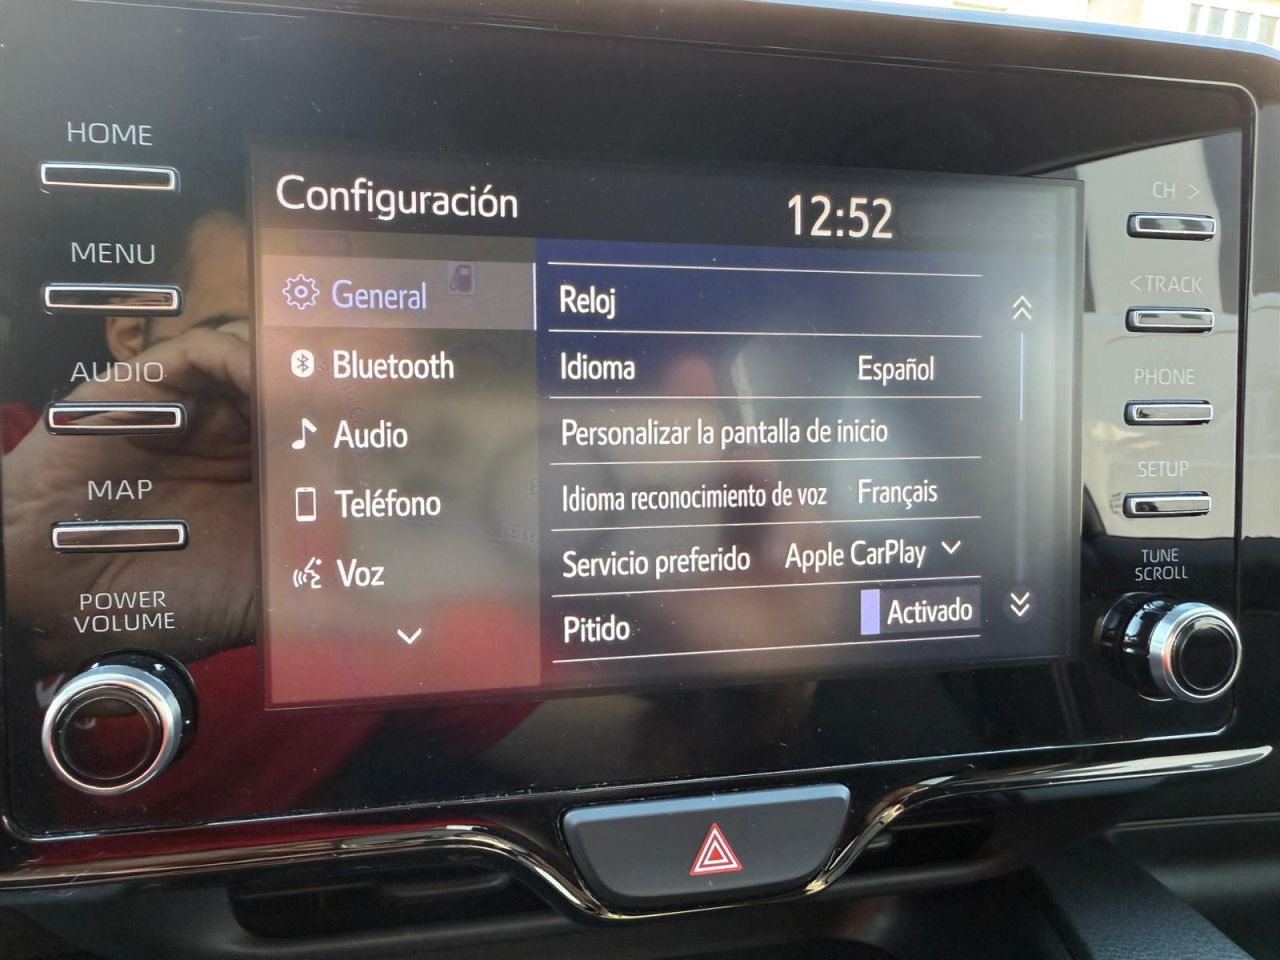 HOME
MENU
AUDIO
MAP
POWER
VOLUME
Configuración
12:52
General
Bluetooth
Audio
Teléfono
Voz
Reloj
Idioma Español
Personalizar la pantalla de inicio
Idioma reconocimiento de voz Français
Servicio preferido Apple CarPlay
Pitido Activado
CH >
< TRACK
PHONE
SETUP
TUNE
SCROLL